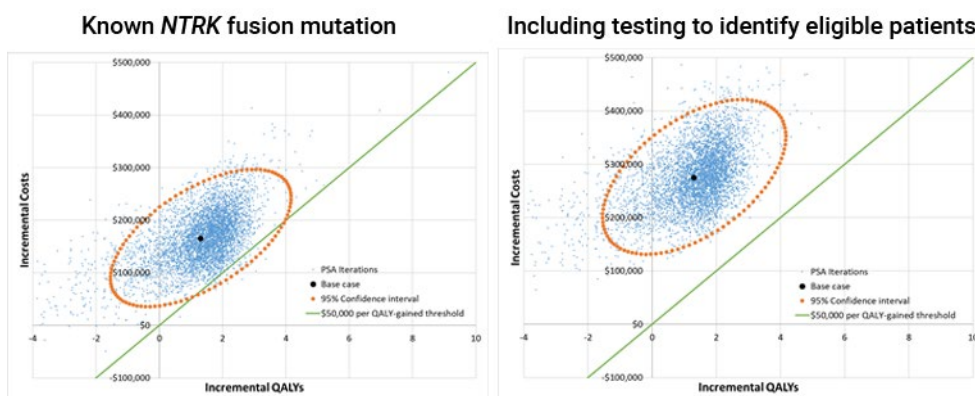 Known NTRK fusion mutation
$500,000
$400,000
$300,000
$200,000
$100,000
$0
-$100,000
-4
-2
0
2
4
6
8
10
Incremental Costs
Incremental QALYs
PSA Iterations
Base case
95% Confidence interval
$50,000 per QALY-gained threshold
Including testing to identify eligible patients
$500,000
$400,000
$300,000
$200,000
$100,000
$0
-$100,000
-4
-2
0
2
4
6
8
10
Incremental Costs
Incremental QALYs
PSA Iterations
Base case
95% Confidence interval
$50,000 per QALY-gained threshold